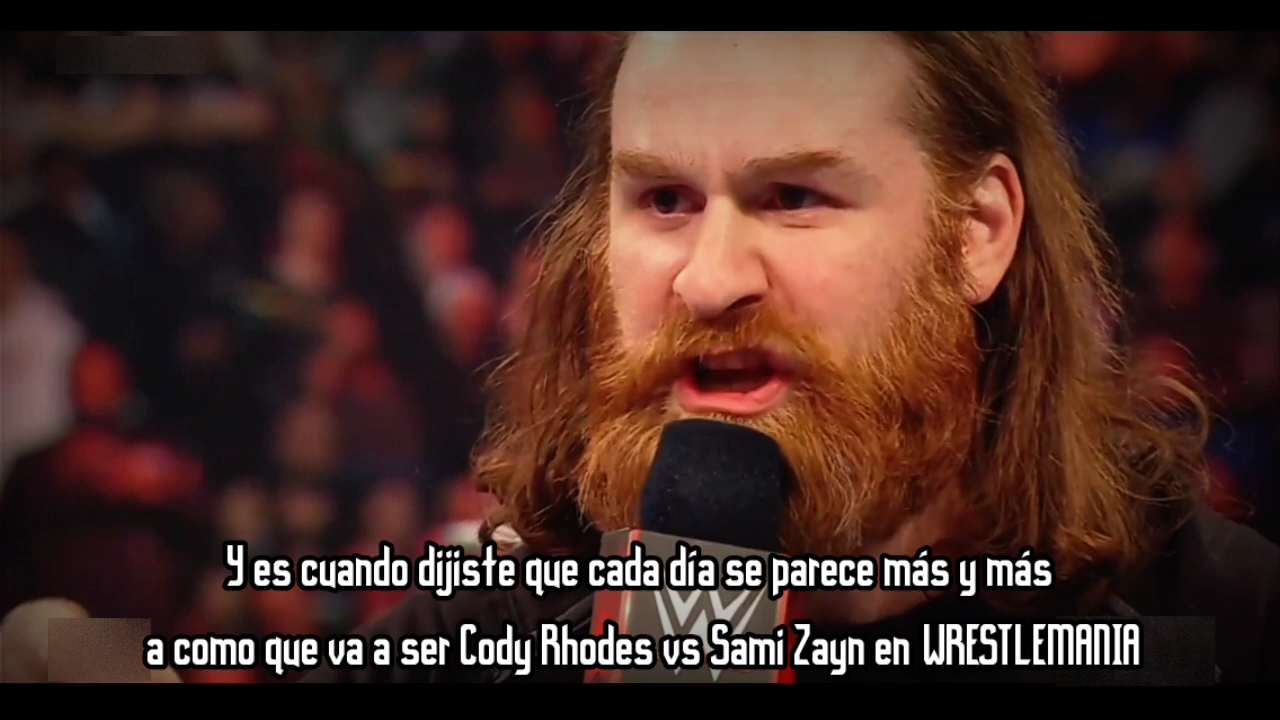 Y es cuando dijiste que cada día se parece más y más
a como que va a ser Cody Rhodes vs Sami Zayn en WRESTLEMANIA